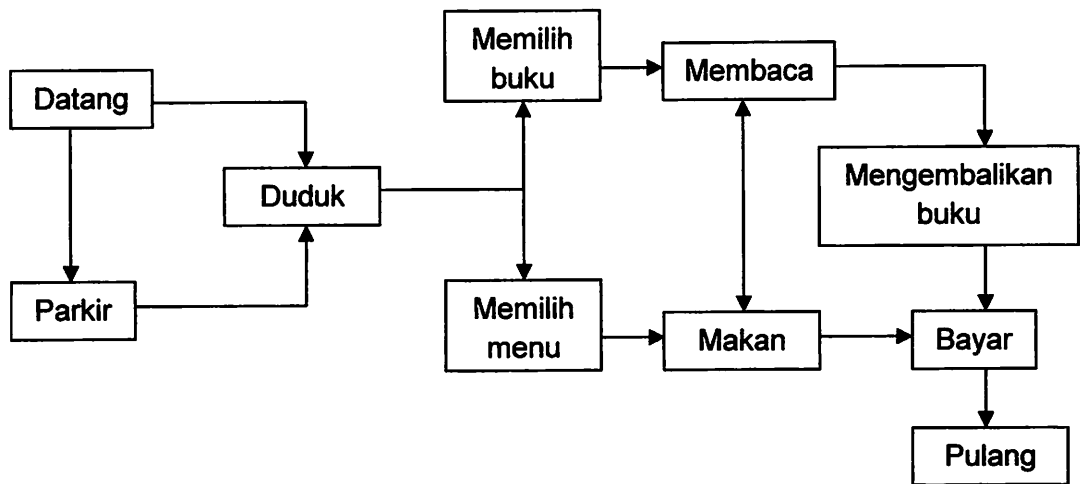 Datang
Parkir
Duduk
Memilih
buku
Memilih
menu
Membaca
Makan
Mengembalikan
buku
Bayar
Pulang